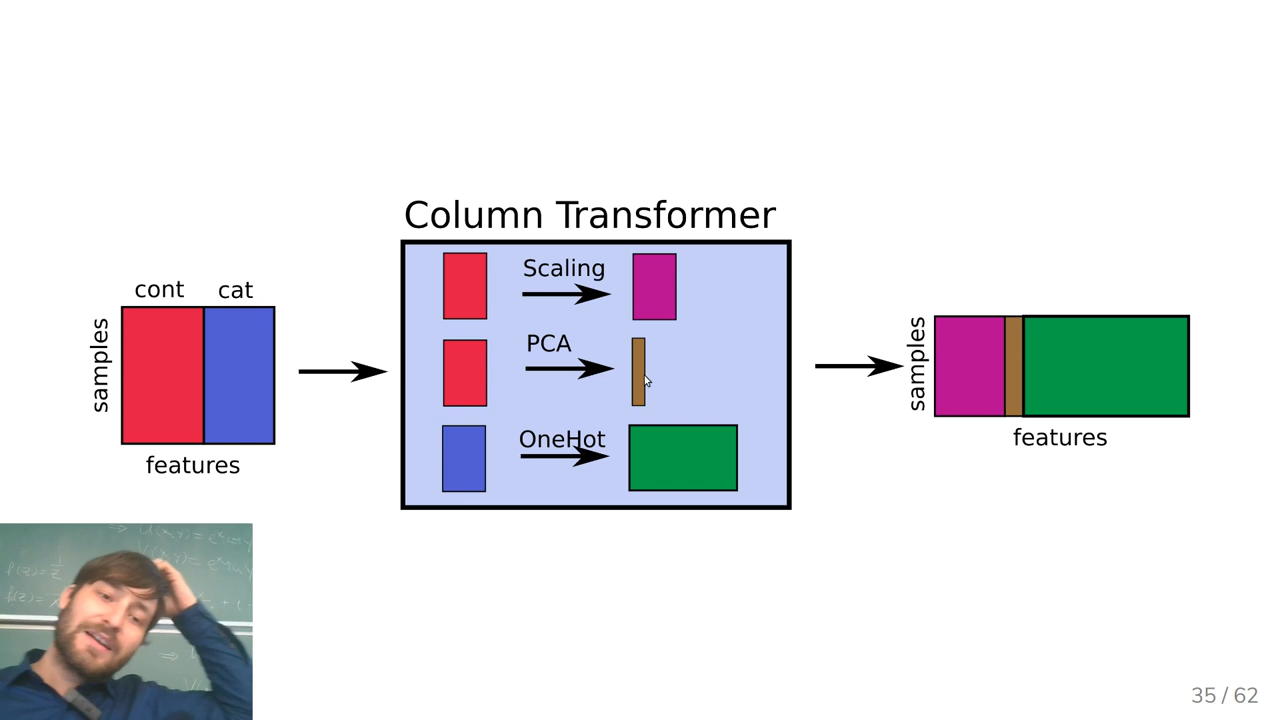 Column Transformer
cont cat
samples
features
Scaling
PCA
OneHot
samples
features
35 / 62